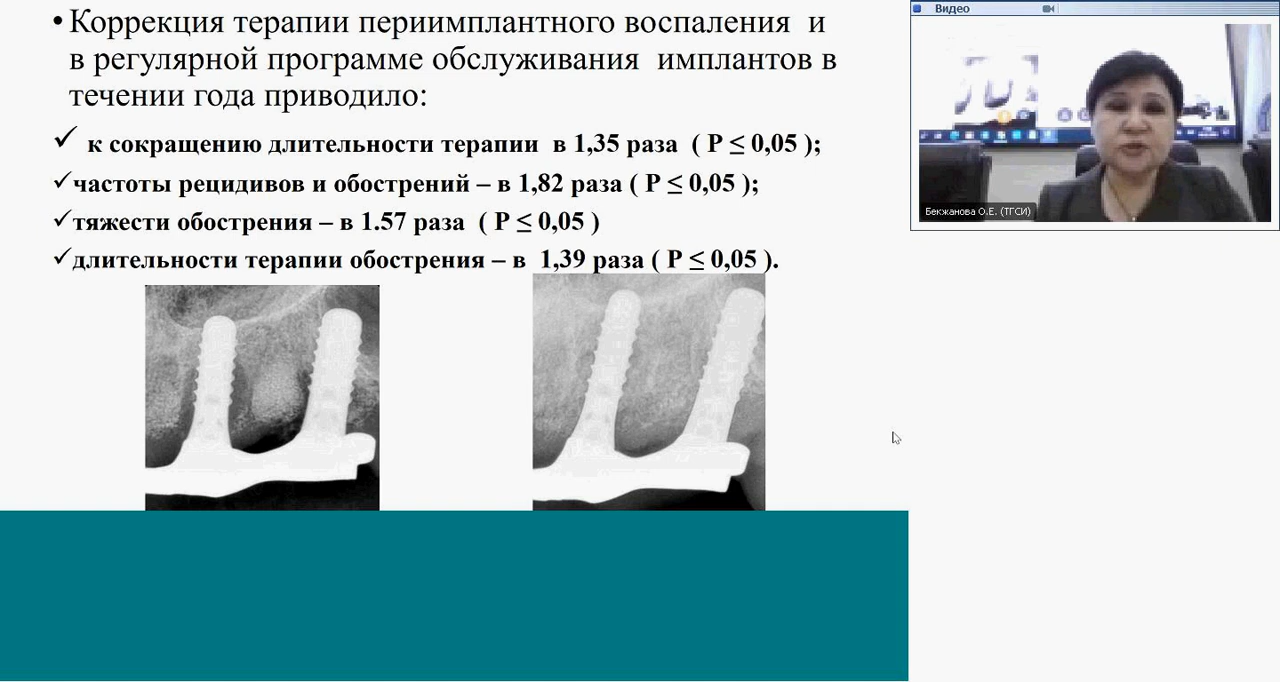 • Коррекция терапии периимплантного воспаления и
в регулярной программе обслуживания имплантов в
течении года приводило:
✓ к сокращению длительности терапии в 1,35 раза ( P ≤ 0,05 );
✓частоты рецидивов и обострений – в 1,82 раза ( P ≤ 0,05 );
✓тяжести обострения – в 1.57 раза ( P ≤ 0,05 )
✓длительности терапии обострения – в 1,39 раза ( P ≤ 0,05 ).
Видео
Бекжанова О.Е. (ТГСИ)